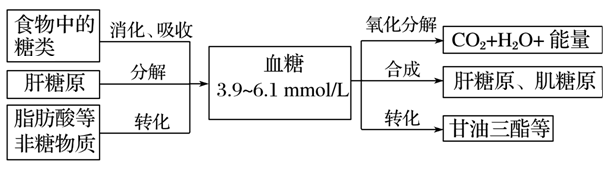 食物中的
糖类
消化、吸收
肝糖原
分解
脂肪酸等
非糖物质
转化
血糖
3.9~6.1 mmol/L
氧化分解
CO₂+H₂O+ 能量
合成
肝糖原、肌糖原
转化
甘油三酯等